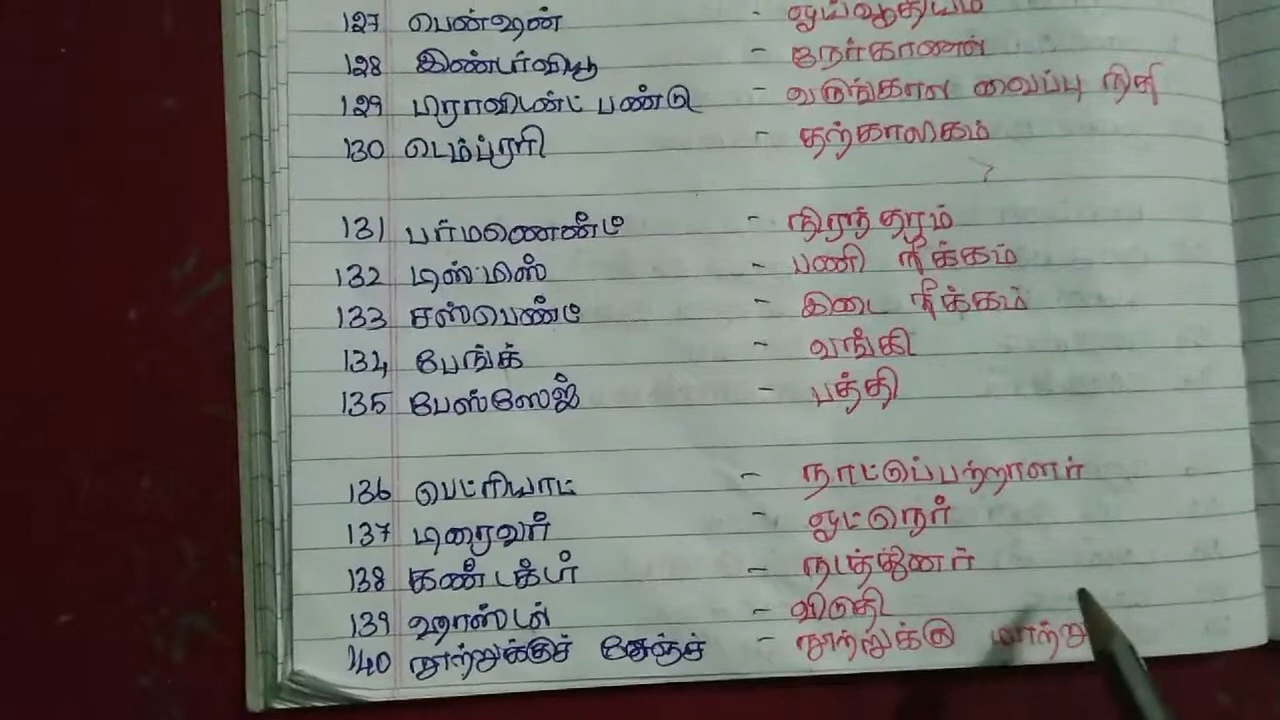 127 பென்ஷன் - ஓய்வூதியம்
128 இண்டர்வியூ - நேர்காணல்
129 பிராவிடண்ட் பண்டு - வருங்கால வைப்பு நிதி
130 டெம்ப்ரரி - தற்காலிகம்
131 பர்மணெண்ட் - நிரந்தரம்
132 டிஸ்மிஸ் - பணி நீக்கம்
133 சஸ்பெண்ட் - இடை நீக்கம்
134 பேங்க் - வங்கி
135 பேஸ்ஸேஜ் - பத்தி
136 பெட்ரியாட் - நாட்டுப்பற்றாளர்
137 டிரைவர் - ஓட்டுநர்
138 கண்டக்டர் - நடத்துனர்
139 ஹாஸ்டல் - விடுதி
140 நூற்றுக்குச் - நூற்றுக்கு